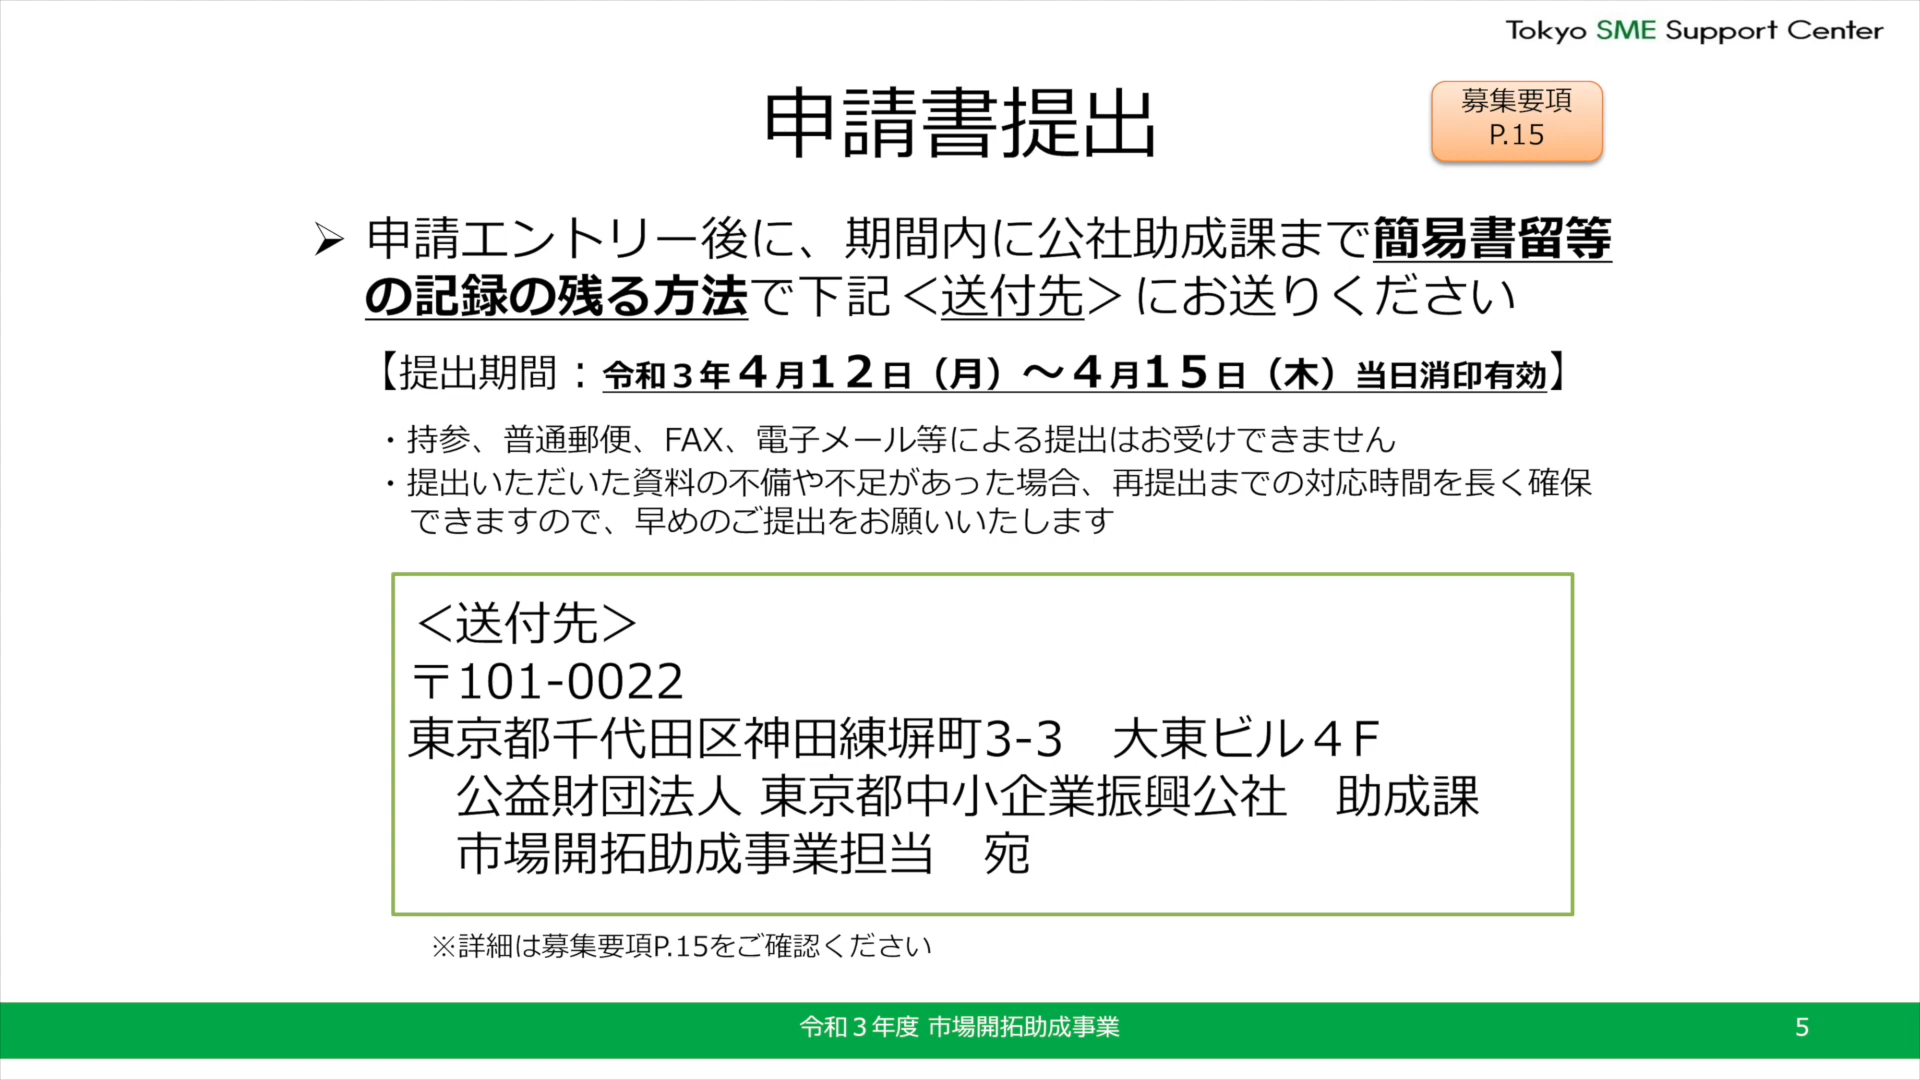 Tokyo SME Support Center
申請書提出
募集要項
P.15
➢ 申請エントリー後に、期間内に公社助成課まで簡易書留等
の記録の残る方法で下記＜送付先＞にお送りください
【提出期間：令和３年４月１２日（月）～４月１５日（木）当日消印有効】
・持参、普通郵便、FAX、電子メール等による提出はお受けできません
・提出いただいた資料の不備や不足があった場合、再提出までの対応時間を長く確保
できますので、早めのご提出をお願いいたします
＜送付先＞
〒101-0022
東京都千代田区神田練塀町3-3　大東ビル４F
公益財団法人 東京都中小企業振興公社　助成課
市場開拓助成事業担当　宛
※詳細は募集要項P.15をご確認ください
令和３年度 市場開拓助成事業
5